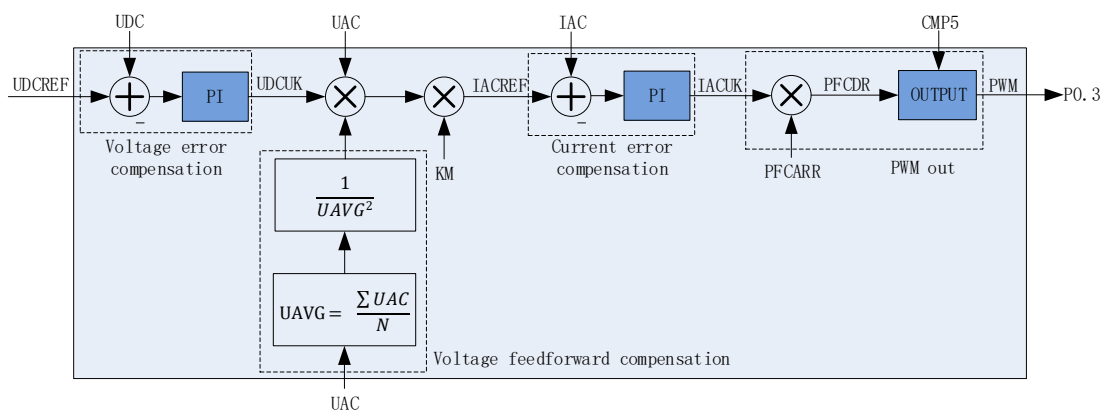 UDC
UAC
IAC
CMP5
UDCREF
+
−
PI
UDCUK
×
×
IACREF
+
−
PI
IACUK
×
PFCDR
OUTPUT
PWM
P0.3
Voltage error
compensation
KM
Current error
compensation
PFCARR
PWM out
1
UAVG²
UAVG = ∑ UAC
N
Voltage feedforward compensation
UAC